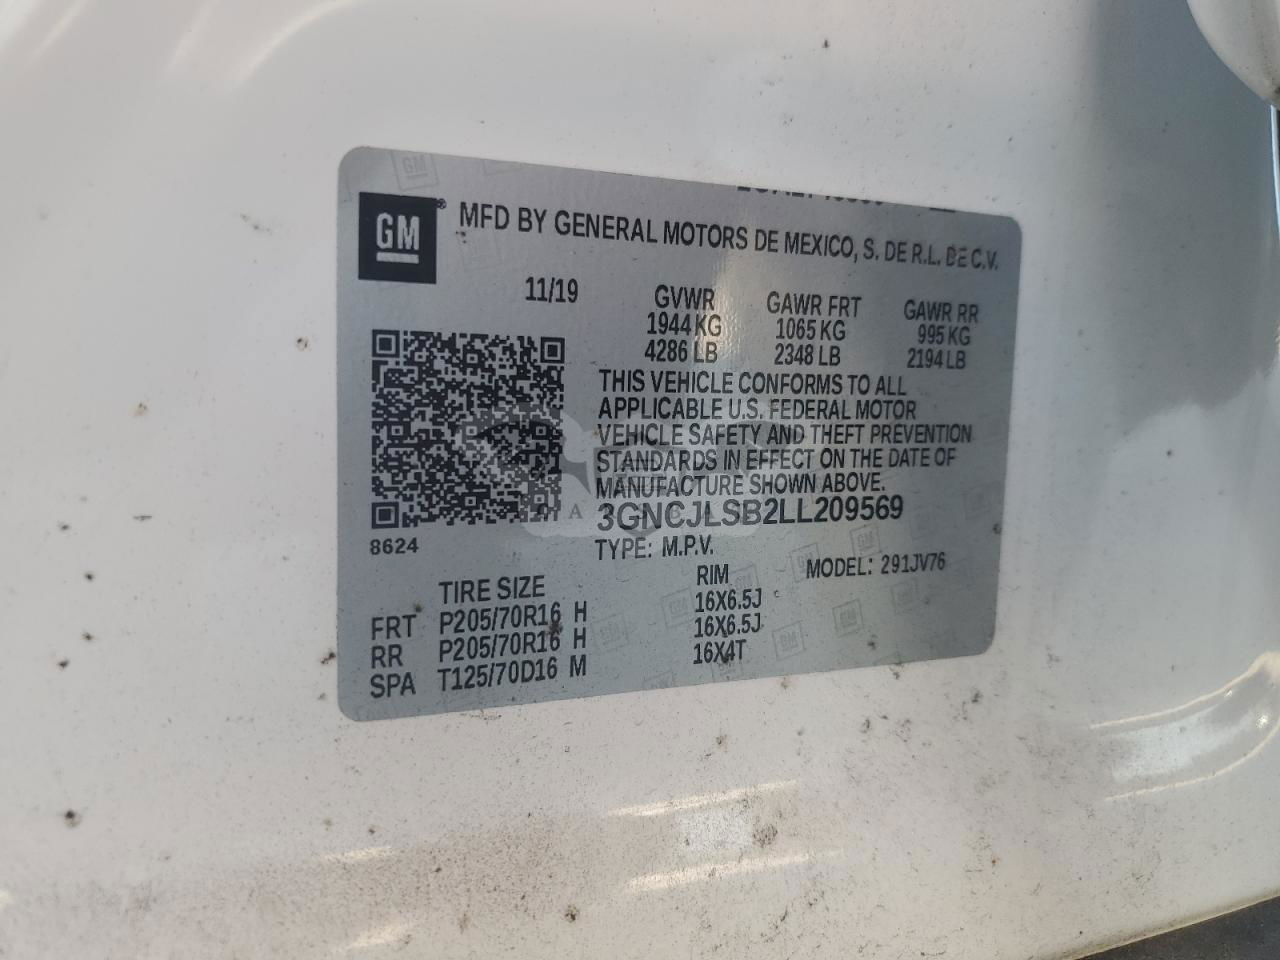 GM
MFD BY GENERAL MOTORS DE MEXICO, S. DE R.L. DE C.V.
11/19
GVWR GAWR FRT GAWR RR
1944 KG 1065 KG 995 KG
4286 LB 2348 LB 2194 LB
THIS VEHICLE CONFORMS TO ALL
APPLICABLE U.S. FEDERAL MOTOR
VEHICLE SAFETY AND THEFT PREVENTION
STANDARDS IN EFFECT ON THE DATE OF
MANUFACTURE SHOWN ABOVE.
3GNCJLSB2LL209569
8624
TYPE: M.P.V. MODEL: 291JV76
TIRE SIZE RIM
FRT P205/70R16 H 16X6.5J
RR P205/70R16 H 16X6.5J
SPA T125/70D16 M 16X4T